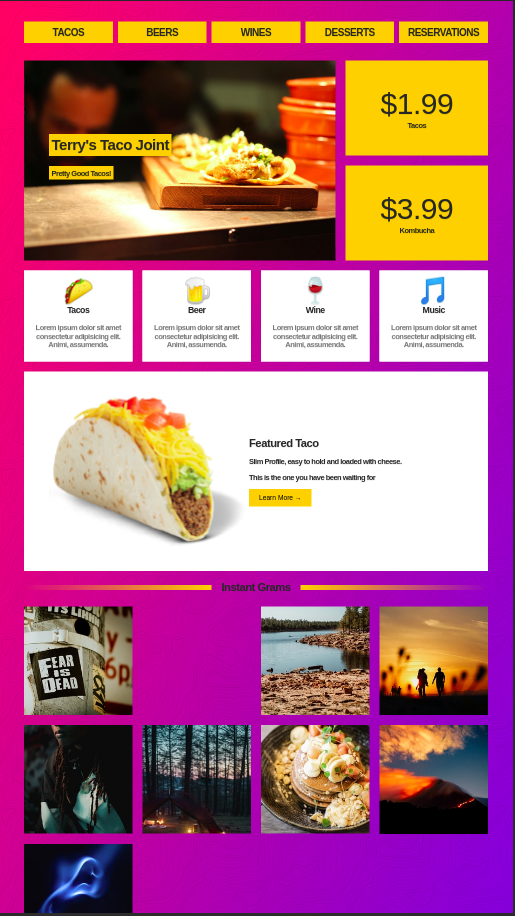 TACOS
BEERS
WINES
DESSERTS
RESERVATIONS
Terry's Taco Joint
Pretty Good Tacos!
$1.99
Tacos
$3.99
Kombucha
Tacos
Lorem ipsum dolor sit amet
consectetur adipisicing elit.
Animi, assumenda.
Beer
Lorem ipsum dolor sit amet
consectetur adipisicing elit.
Animi, assumenda.
Wine
Lorem ipsum dolor sit amet
consectetur adipisicing elit.
Animi, assumenda.
Music
Lorem ipsum dolor sit amet
consectetur adipisicing elit.
Animi, assumenda.
Featured Taco
Slim Profile, easy to hold and loaded with cheese.
This is the one you have been waiting for
Learn More →
Instant Grams
FEAR
IS
DEAD
6p